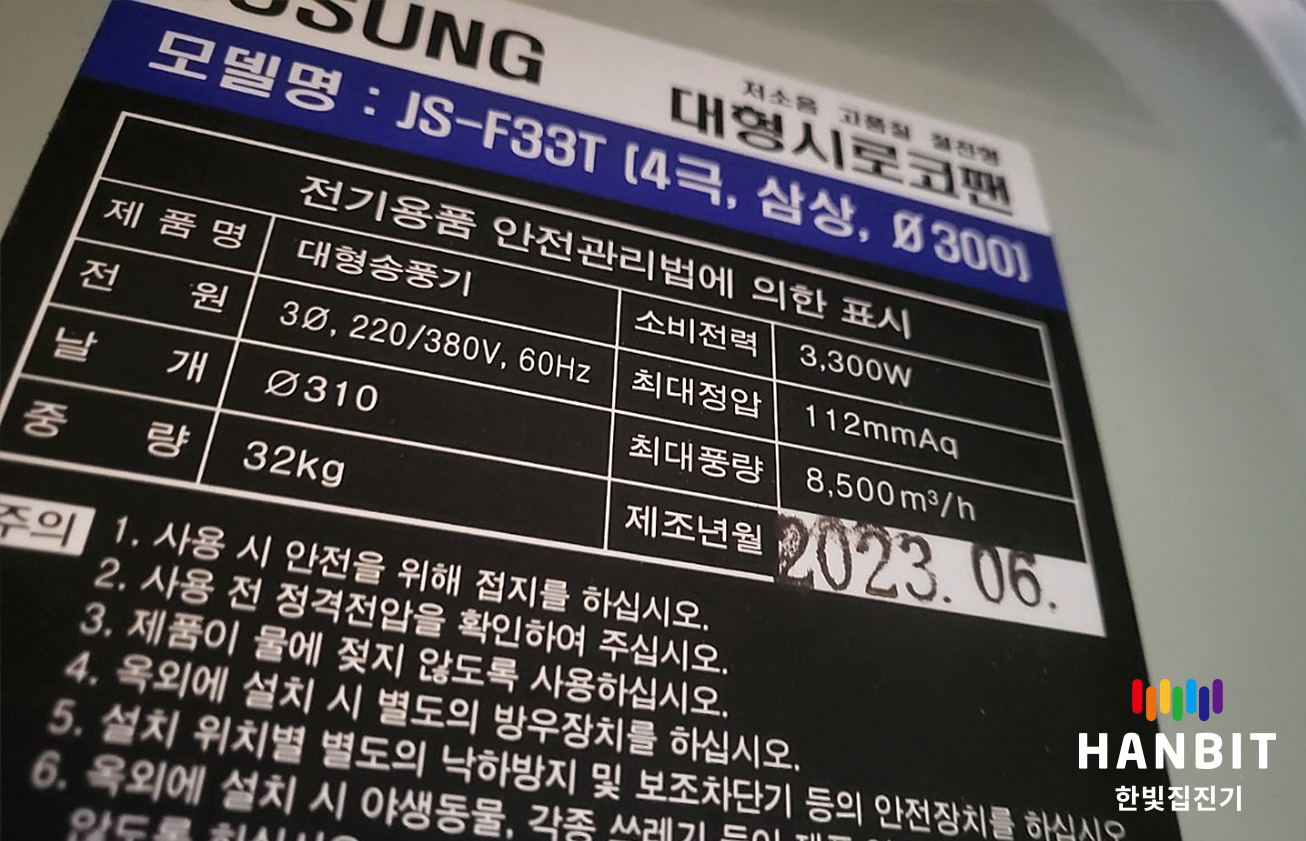 저소음 고품질 절전형
대형시로코팬
모델명 : JS-F33T (4극, 삼상, Ø300)
전기용품 안전관리법에 의한 표시
제품명 대형송풍기 소비전력 3,300W
전원 3Ø, 220/380V, 60Hz 최대정압 112mmAq
날개 Ø310 최대풍량 8,500m³/h
중량 32kg 제조년월 2023. 06.
주의
1. 사용 시 안전을 위해 접지를 하십시오.
2. 사용 전 정격전압을 확인하여 주십시오.
3. 제품이 물에 젖지 않도록 사용하십시오.
4. 옥외에 설치 시 별도의 방우장치를 하십시오.
5. 설치 위치별 별도의 낙하방지 및 보조차단기 등의 안전장치를 하십시오
6. 옥외에 설치 시 야생동물, 각종 쓰레기 등이
않도록
HANBIT
한빛집진기